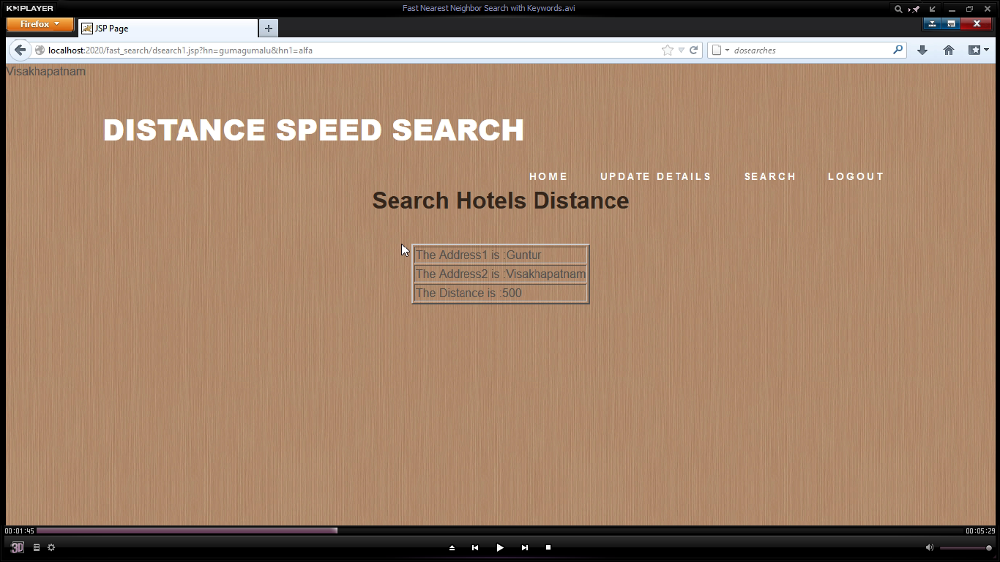 KMPLAYER
Fast Nearest Neighbor Search with Keywords.avi
Firefox
JSP Page
localhost:2020/fast_search/dsearch1.jsp?hn=gumagumalu&hn1=alfa
dosearches
Visakhapatnam
DISTANCE SPEED SEARCH
HOME UPDATE DETAILS SEARCH LOGOUT
Search Hotels Distance
The Address1 is :Guntur
The Address2 is :Visakhapatnam
The Distance is :500
00:01:45
00:05:29
3D